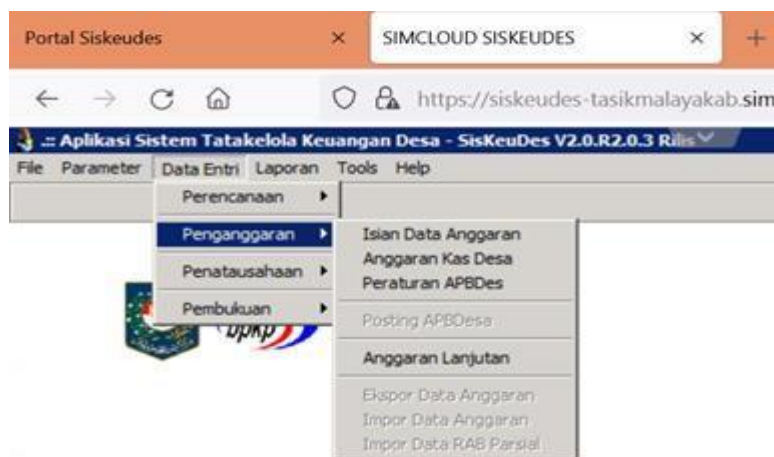 Portal Siskeudes × SIMCLOUD SISKEUDES × +
https://siskeudes-tasikmalayakab.sim
.:: Aplikasi Sistem Tatakelola Keuangan Desa - SisKeuDes V2.0.R2.0.3 Rilis
File Parameter Data Entri Laporan Tools Help
Perencanaan
Penganggaran
Penatausahaan
Pembukuan
Isian Data Anggaran
Anggaran Kas Desa
Peraturan APBDes
Posting APBDesa
Anggaran Lanjutan
Ekspor Data Anggaran
Impor Data Anggaran
Impor Data RAB Parsial
bpkp